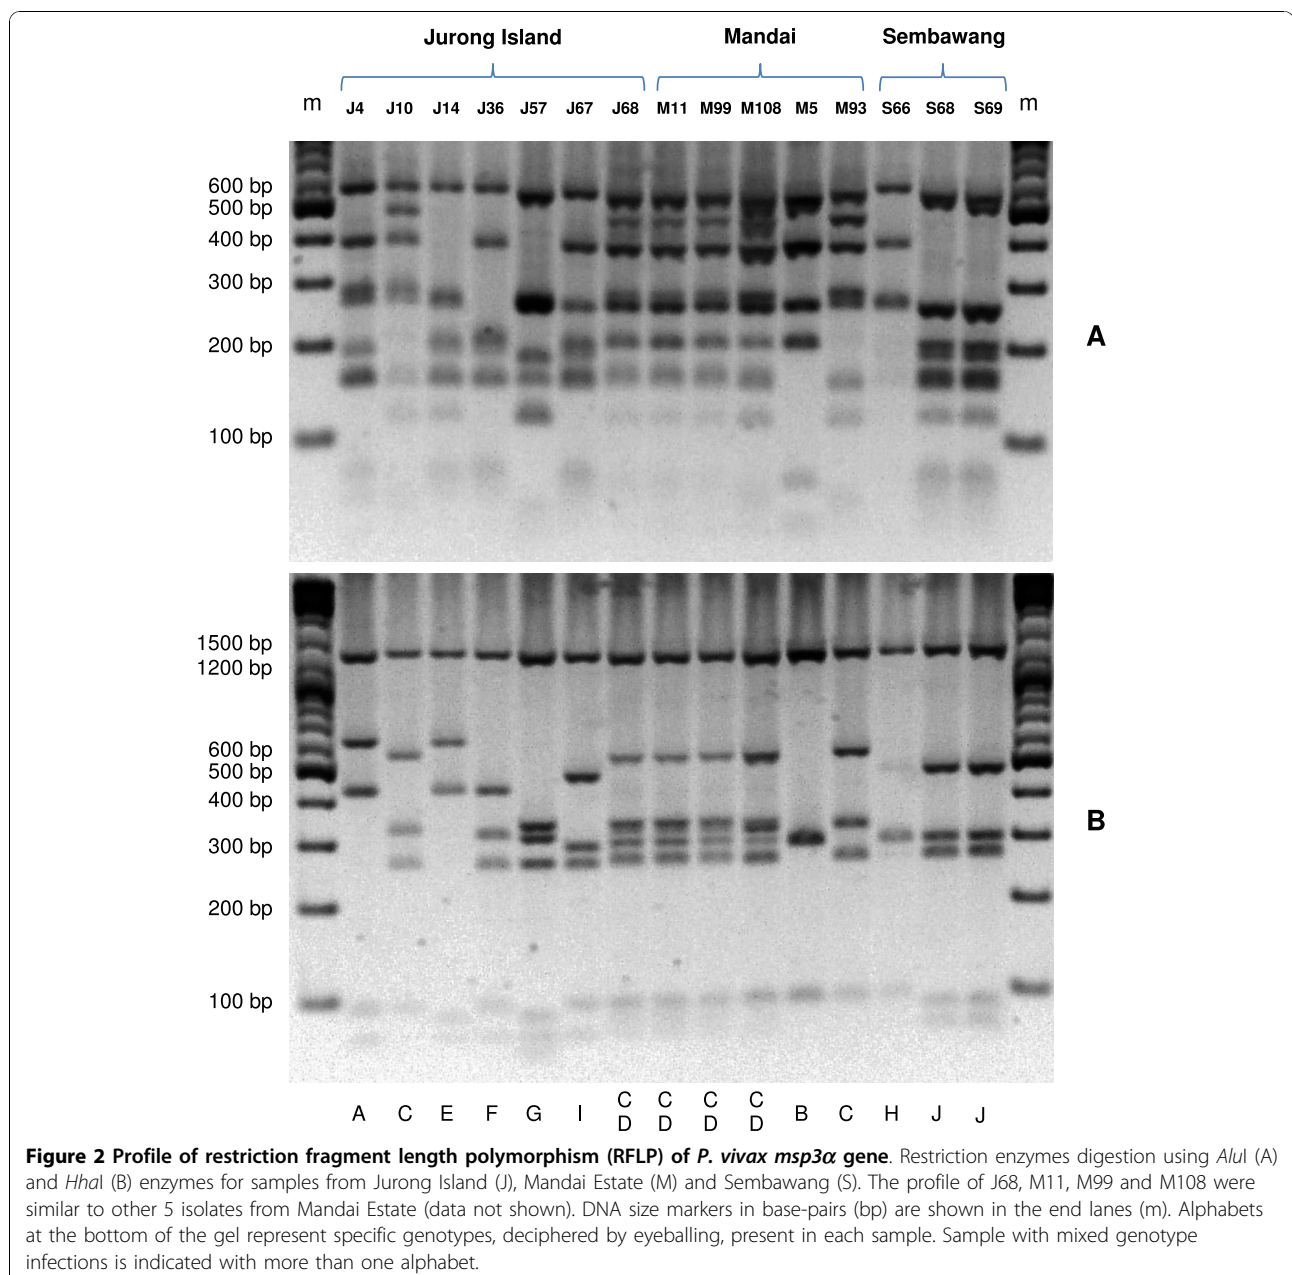 Jurong Island Mandai Sembawang
m J4 J10 J14 J36 J57 J67 J68 M11 M99 M108 M5 M93 S66 S68 S69 m
600 bp
500 bp
400 bp
300 bp
200 bp
100 bp
A
1500 bp
1200 bp
600 bp
500 bp
400 bp
300 bp
200 bp
100 bp
B
A C E F G I C C C C B C H J J
D D D D
Figure 2 Profile of restriction fragment length polymorphism (RFLP) of P. vivax msp3α gene. Restriction enzymes digestion using AluI (A)
and HhaI (B) enzymes for samples from Jurong Island (J), Mandai Estate (M) and Sembawang (S). The profile of J68, M11, M99 and M108 were
similar to other 5 isolates from Mandai Estate (data not shown). DNA size markers in base-pairs (bp) are shown in the end lanes (m). Alphabets
at the bottom of the gel represent specific genotypes, deciphered by eyeballing, present in each sample. Sample with mixed genotype
infections is indicated with more than one alphabet.